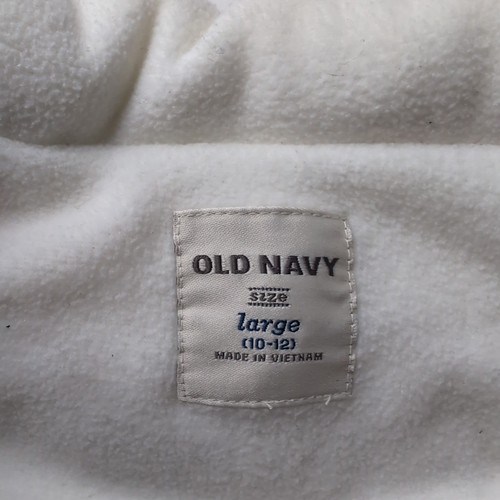 OLD NAVY
size
large
(10-12)
MADE IN VIETNAM